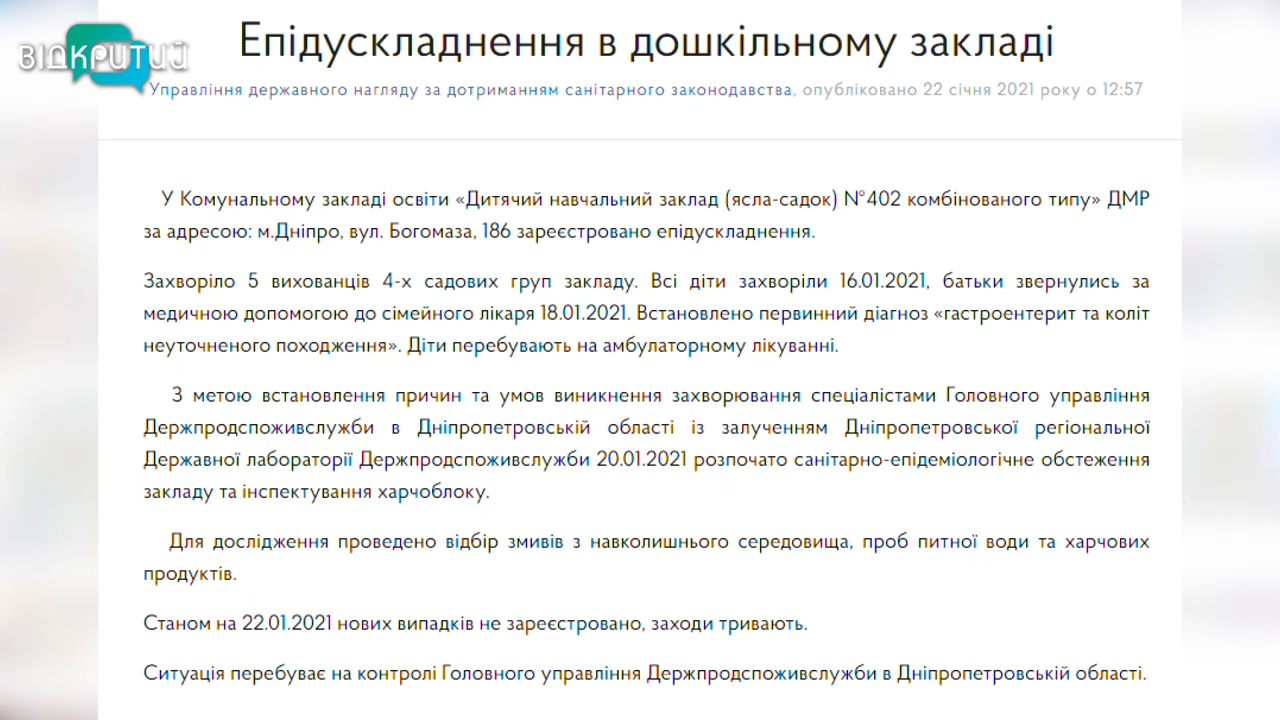 ВІДКРИТИЙ
Епідускладнення в дошкільному закладі
Управління державного нагляду за дотриманням санітарного законодавства, опубліковано 22 січня 2021 року о 12:57
У Комунальному закладі освіти «Дитячий навчальний заклад (ясла-садок) №402 комбінованого типу» ДМР
за адресою: м.Дніпро, вул. Богомаза, 186 зареєстровано епідускладнення.
Захворіло 5 вихованців 4-х садових груп закладу. Всі діти захворіли 16.01.2021, батьки звернулись за
медичною допомогою до сімейного лікаря 18.01.2021. Встановлено первинний діагноз «гастроентерит та коліт
неуточненого походження». Діти перебувають на амбулаторному лікуванні.
З метою встановлення причин та умов виникнення захворювання спеціалістами Головного управління
Держпродспоживслужби в Дніпропетровській області із залученням Дніпропетровської регіональної
Державної лабораторії Держпродспоживслужби 20.01.2021 розпочато санітарно-епідеміологічне обстеження
закладу та інспектування харчоблоку.
Для дослідження проведено відбір змивів з навколишнього середовища, проб питної води та харчових
продуктів.
Станом на 22.01.2021 нових випадків не зареєстровано, заходи тривають.
Ситуація перебуває на контролі Головного управління Держпродспоживслужби в Дніпропетровській області.